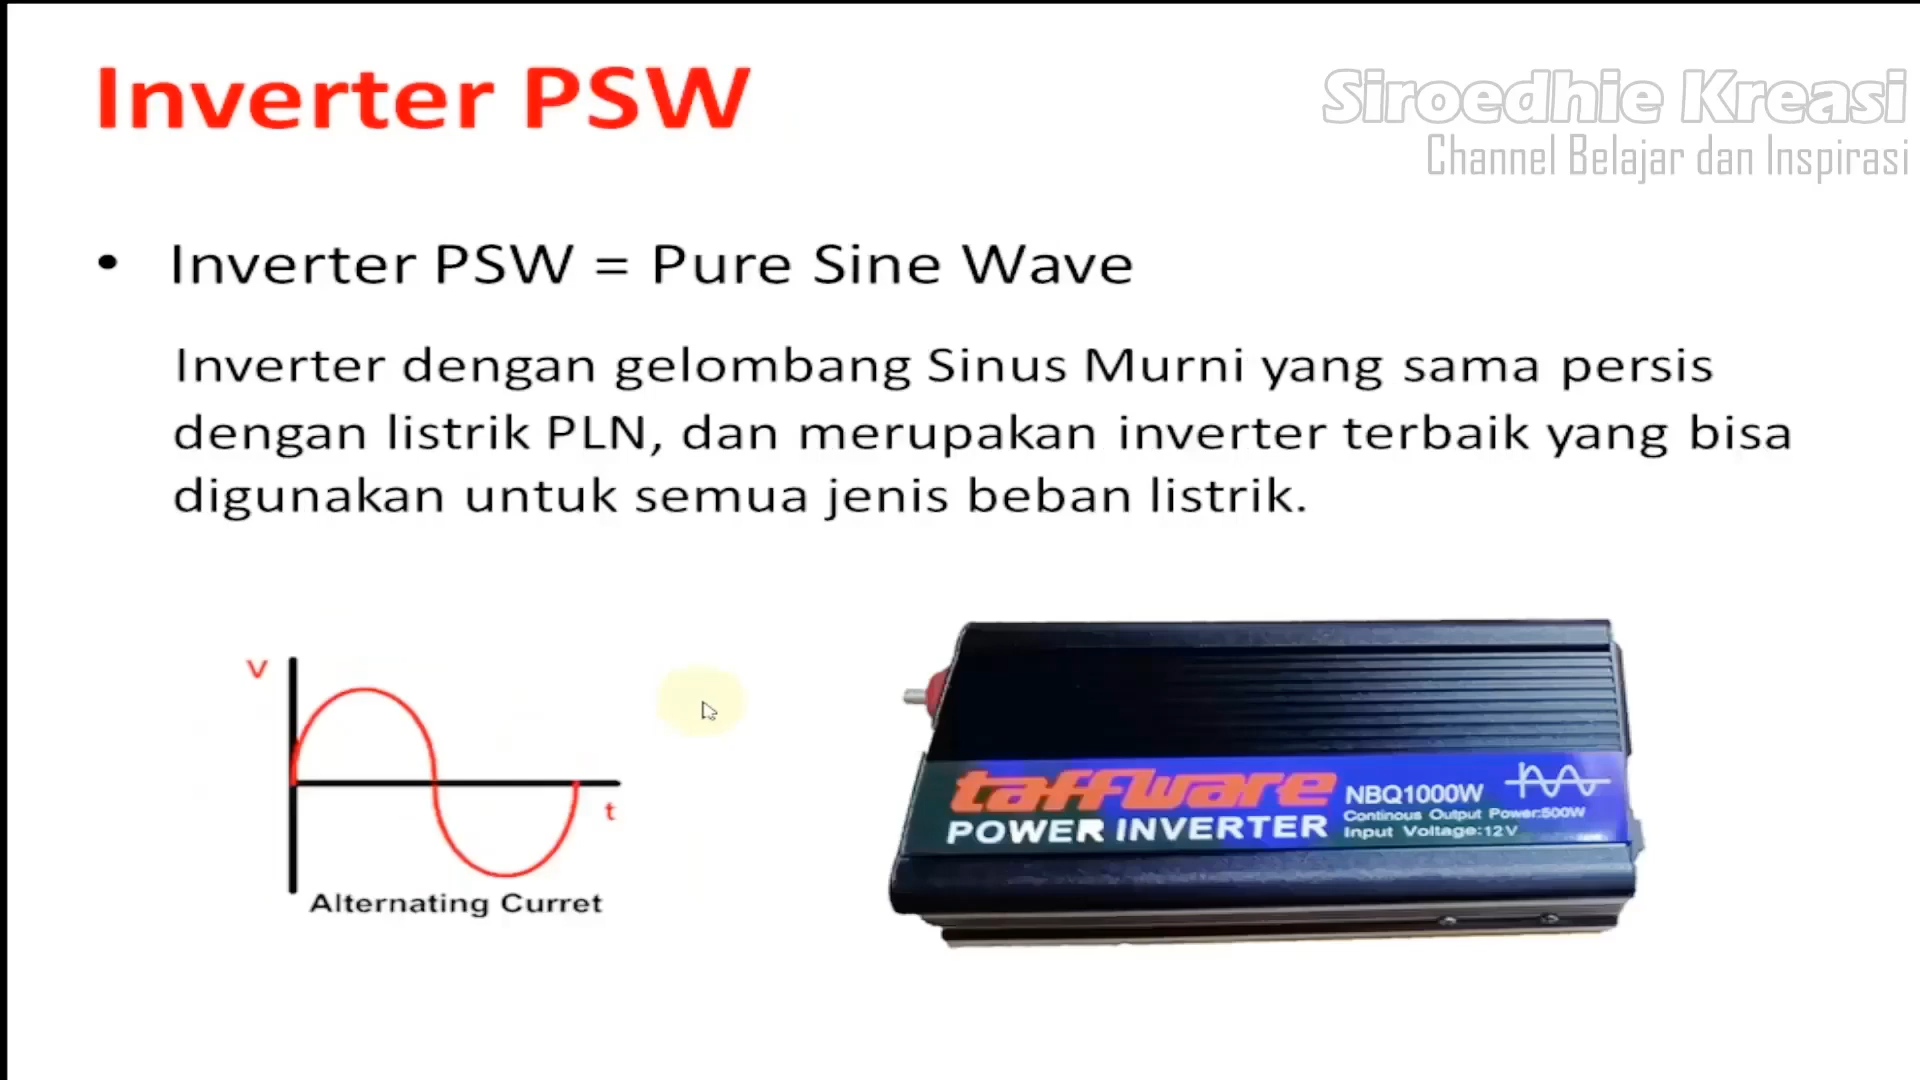 Inverter PSW
Siroedhie Kreasi
Channel Belajar dan Inspirasi
• Inverter PSW = Pure Sine Wave
Inverter dengan gelombang Sinus Murni yang sama persis
dengan listrik PLN, dan merupakan inverter terbaik yang bisa
digunakan untuk semua jenis beban listrik.
V
t
Alternating Curret
taffware
POWER INVERTER
NBQ1000W
Continous Output Power:500W
Input Voltage:12V